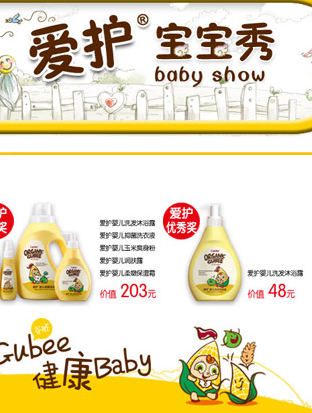 爱护®宝宝秀
baby show
爱护
奖
爱护婴儿洗发沐浴露
爱护婴儿抑菌洗衣液
爱护婴儿玉米爽身粉
爱护婴儿润肤露
爱护婴儿柔嫩保湿霜
价值 203元
ORGANIC
GUBEE
爱护
优秀奖
爱护婴儿洗发沐浴露
价值 48元
ORGANIC
GUBEE
Gubee
健康Baby